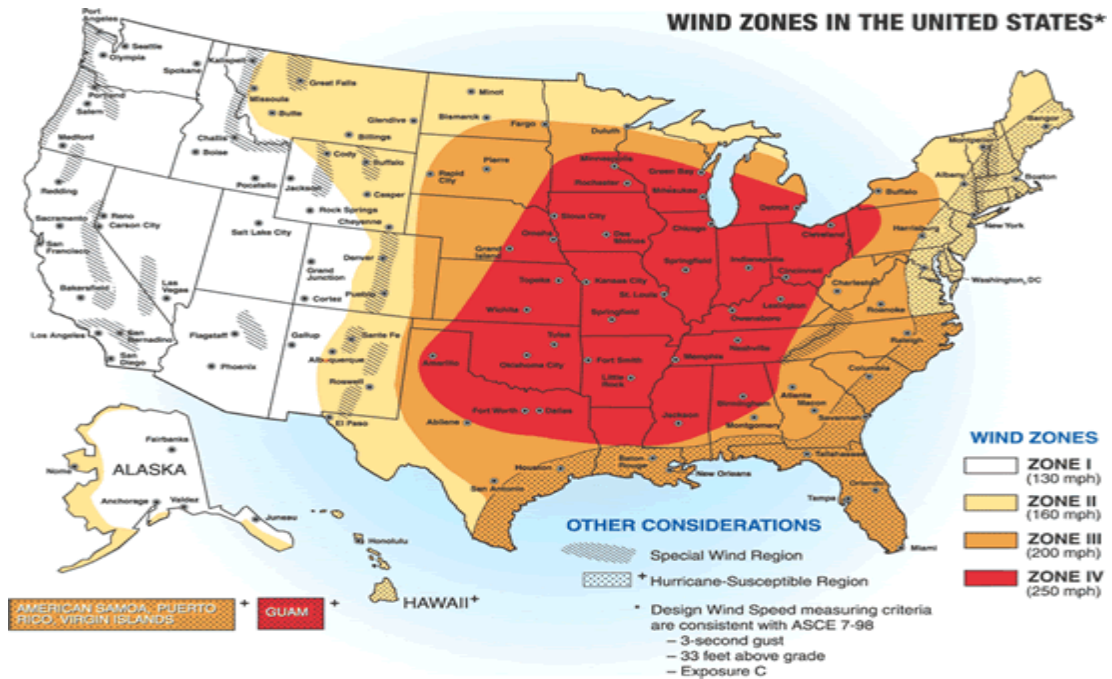 WIND ZONES IN THE UNITED STATES*
Port
Angeles
Seattle
Olympia
Spokane
Kalispell
Great Falls
Portland
Salem
Missoula
Butte
Glendive
Minot
Bismarck
Fargo
Duluth
Bangor
Montpelier
Medford
Challis
Boise
Billings
Cody
Buffalo
Pierre
Rapid
City
Minneapolis
Rochester
Green Bay
Milwaukee
Buffalo
Albany
Boston
Redding
Pocatello
Jackson
Casper
Rock Springs
Cheyenne
Sioux City
Detroit
New York
Sacramento
Reno
Carson City
San
Francisco
Salt Lake City
Grand
Island
Omaha
Des
Moines
Chicago
Cleveland
Harrisburg
Washington, DC
Denver
Grand
Junction
Pueblo
Topeka
Kansas City
Springfield
Indianapolis
Cincinnati
Charleston
Bakersfield
Las
Vegas
Cortez
Wichita
St. Louis
Springfield
Lexington
Owensboro
Roanoke
Raleigh
Los Angeles
San
Bernadino
San
Diego
Flagstaff
Phoenix
Gallup
Sante Fe
Albuquerque
Roswell
El Paso
Amarillo
Tulsa
Oklahoma City
Fort Smith
Little
Rock
Memphis
Nashville
Columbia
Atlanta
Macon
Savannah
Birmingham
Montgomery
Fort Worth
Dallas
Abilene
Jackson
Tallahassee
Houston
Baton
Rouge
New Orleans
San Antonio
Orlando
Tampa
Miami
Fairbanks
Nome
ALASKA
Anchorage
Valdez
Juneau
Honolulu
HAWAII+
AMERICAN SAMOA, PUERTO
RICO, VIRGIN ISLANDS
+
GUAM
+
OTHER CONSIDERATIONS
Special Wind Region
+ Hurricane-Susceptible Region
* Design Wind Speed measuring criteria
are consistent with ASCE 7-98
– 3-second gust
– 33 feet above grade
– Exposure C
WIND ZONES
ZONE I
(130 mph)
ZONE II
(160 mph)
ZONE III
(200 mph)
ZONE IV
(250 mph)